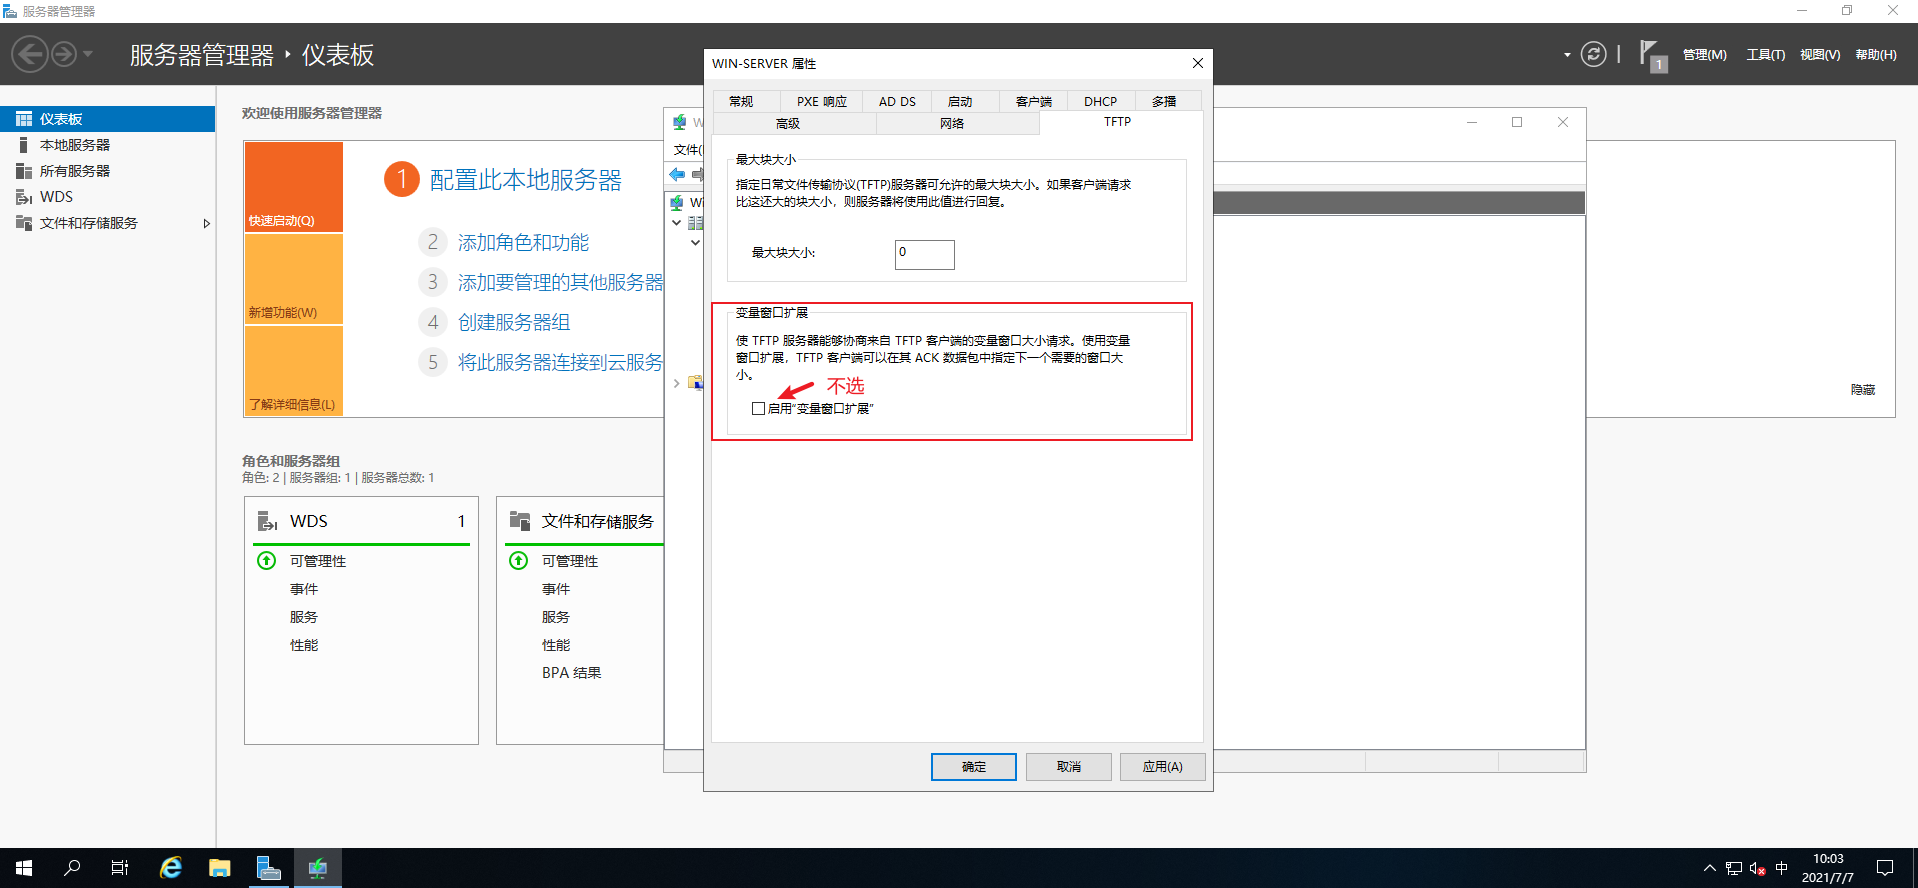 服务器管理器
服务器管理器 ‣ 仪表板
1
管理(M)
工具(T)
视图(V)
帮助(H)
仪表板
本地服务器
所有服务器
WDS
文件和存储服务
欢迎使用服务器管理器
快速启动(Q)
新增功能(W)
了解详细信息(L)
1 配置此本地服务器
2 添加角色和功能
3 添加要管理的其他服务器
4 创建服务器组
5 将此服务器连接到云服务
隐藏
角色和服务器组
角色: 2 | 服务器组: 1 | 服务器总数: 1
WDS 1
可管理性
事件
服务
性能
文件和存储服务
可管理性
事件
服务
性能
BPA 结果
W
文件(
Wi
WIN-SERVER 属性
常规
PXE 响应
AD DS
启动
客户端
DHCP
多播
高级
网络
TFTP
最大块大小
指定日常文件传输协议(TFTP)服务器可允许的最大块大小。如果客户端请求
比这还大的块大小，则服务器将使用此值进行回复。
最大块大小: 0
变量窗口扩展
使 TFTP 服务器能够协商来自 TFTP 客户端的变量窗口大小请求。使用变量
窗口扩展，TFTP 客户端可以在其 ACK 数据包中指定下一个需要的窗口大
小。
不选
启用“变量窗口扩展”
确定
取消
应用(A)
中
10:03
2021/7/7